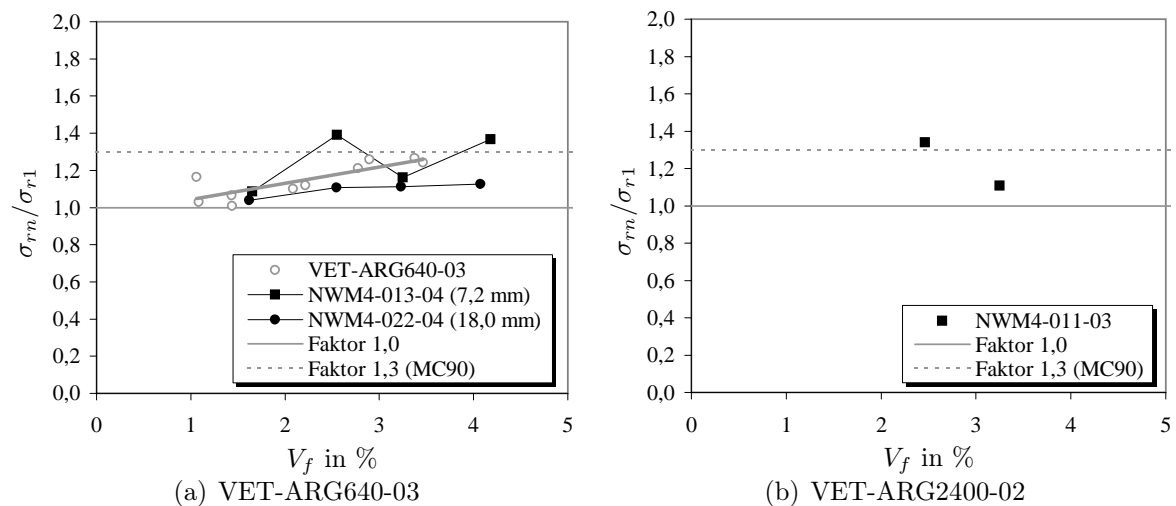 2,0
1,8
1,6
1,4
1,2
1,0
0,8
0,6
0,4
0,2
0,0
σrn/σr1
VET-ARG640-03
NWM4-013-04 (7,2 mm)
NWM4-022-04 (18,0 mm)
Faktor 1,0
Faktor 1,3 (MC90)
0 1 2 3 4 5
Vf in %
(a) VET-ARG640-03
2,0
1,8
1,6
1,4
1,2
1,0
0,8
0,6
0,4
0,2
0,0
σrn/σr1
NWM4-011-03
Faktor 1,0
Faktor 1,3 (MC90)
0 1 2 3 4 5
Vf in %
(b) VET-ARG2400-02